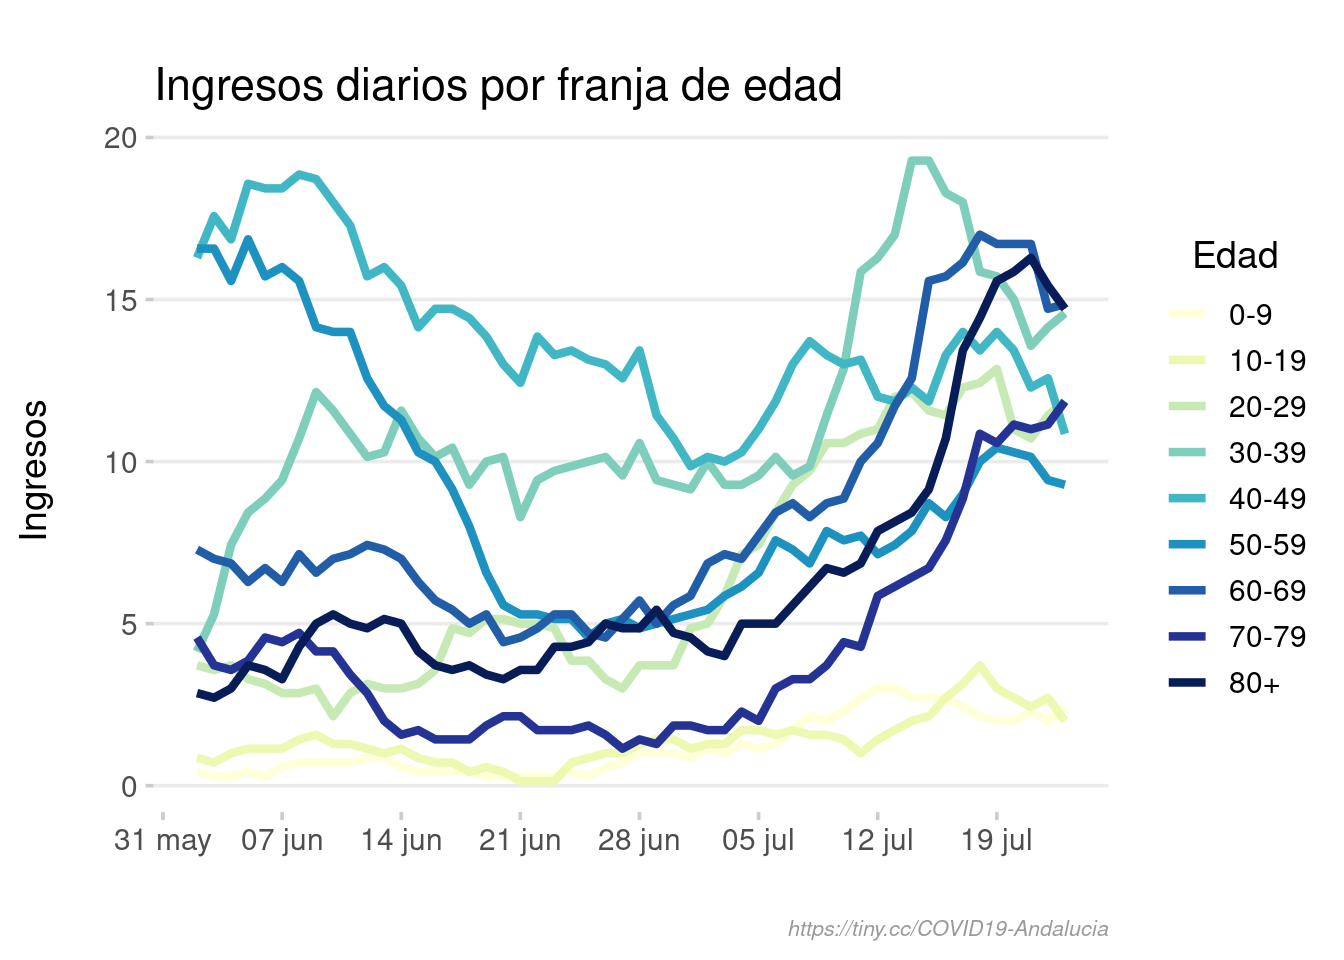 Ingresos diarios por franja de edad
Ingresos
20
15
10
5
0
31 may 07 jun 14 jun 21 jun 28 jun 05 jul 12 jul 19 jul
Edad
0-9
10-19
20-29
30-39
40-49
50-59
60-69
70-79
80+
https://tiny.cc/COVID19-Andalucia